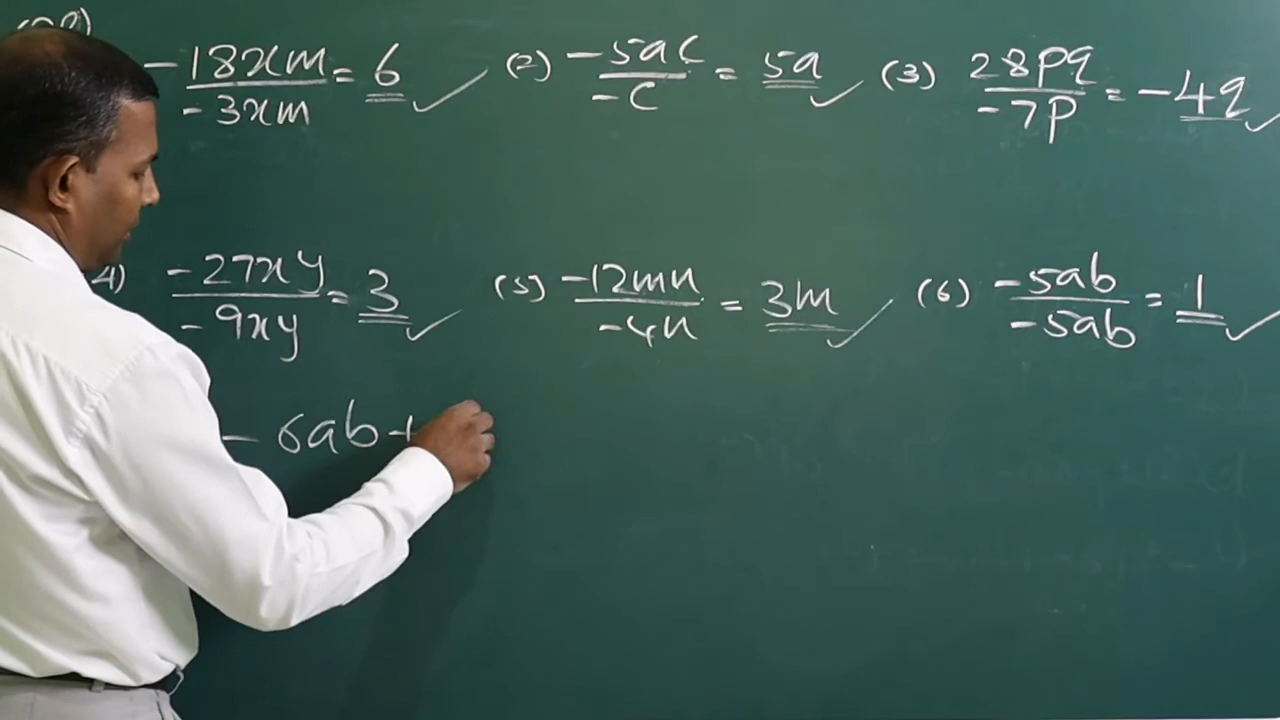 -18xm / -3xm = 6 ✓ (2) -5ac / -c = 5a ✓ (3) 28pq / -7p = -4q ✓
4) -27xy / -9xy = 3 ✓ (5) -12mn / -4n = 3m ✓ (6) -5ab / -5ab = 1 ✓
- 6ab +